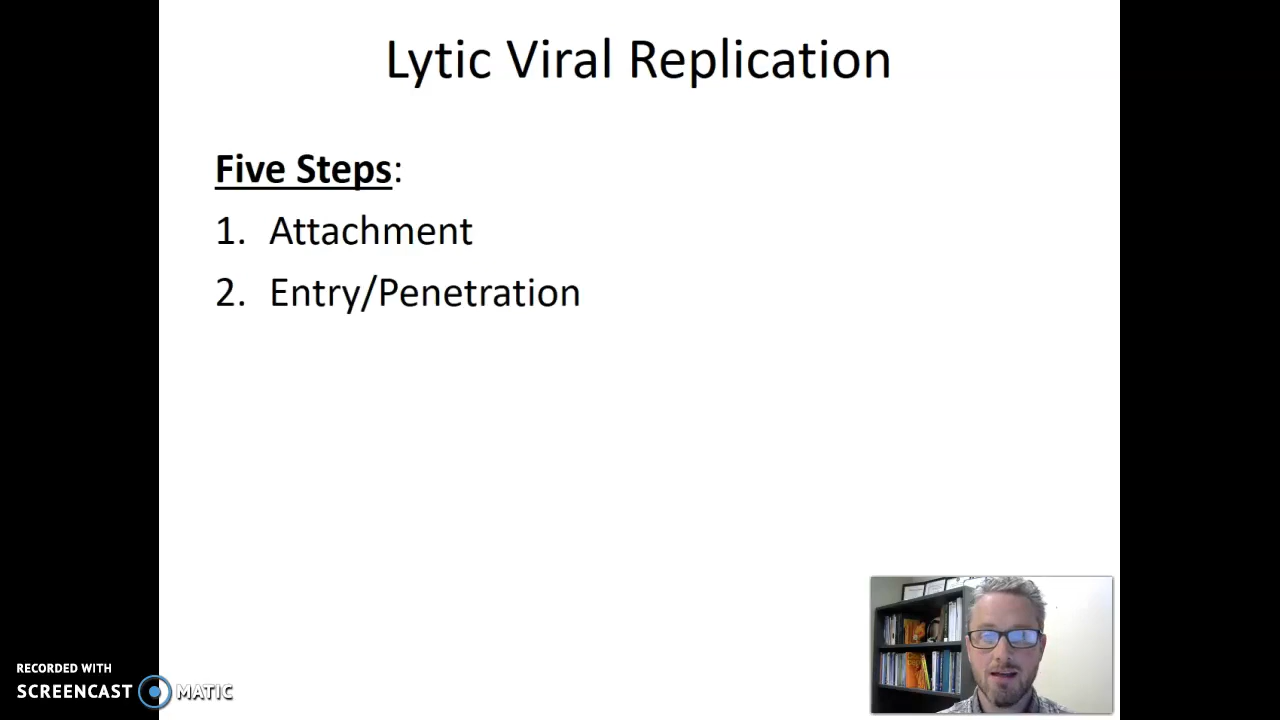 Lytic Viral Replication
Five Steps:
1. Attachment
2. Entry/Penetration
RECORDED WITH
SCREENCAST MATIC